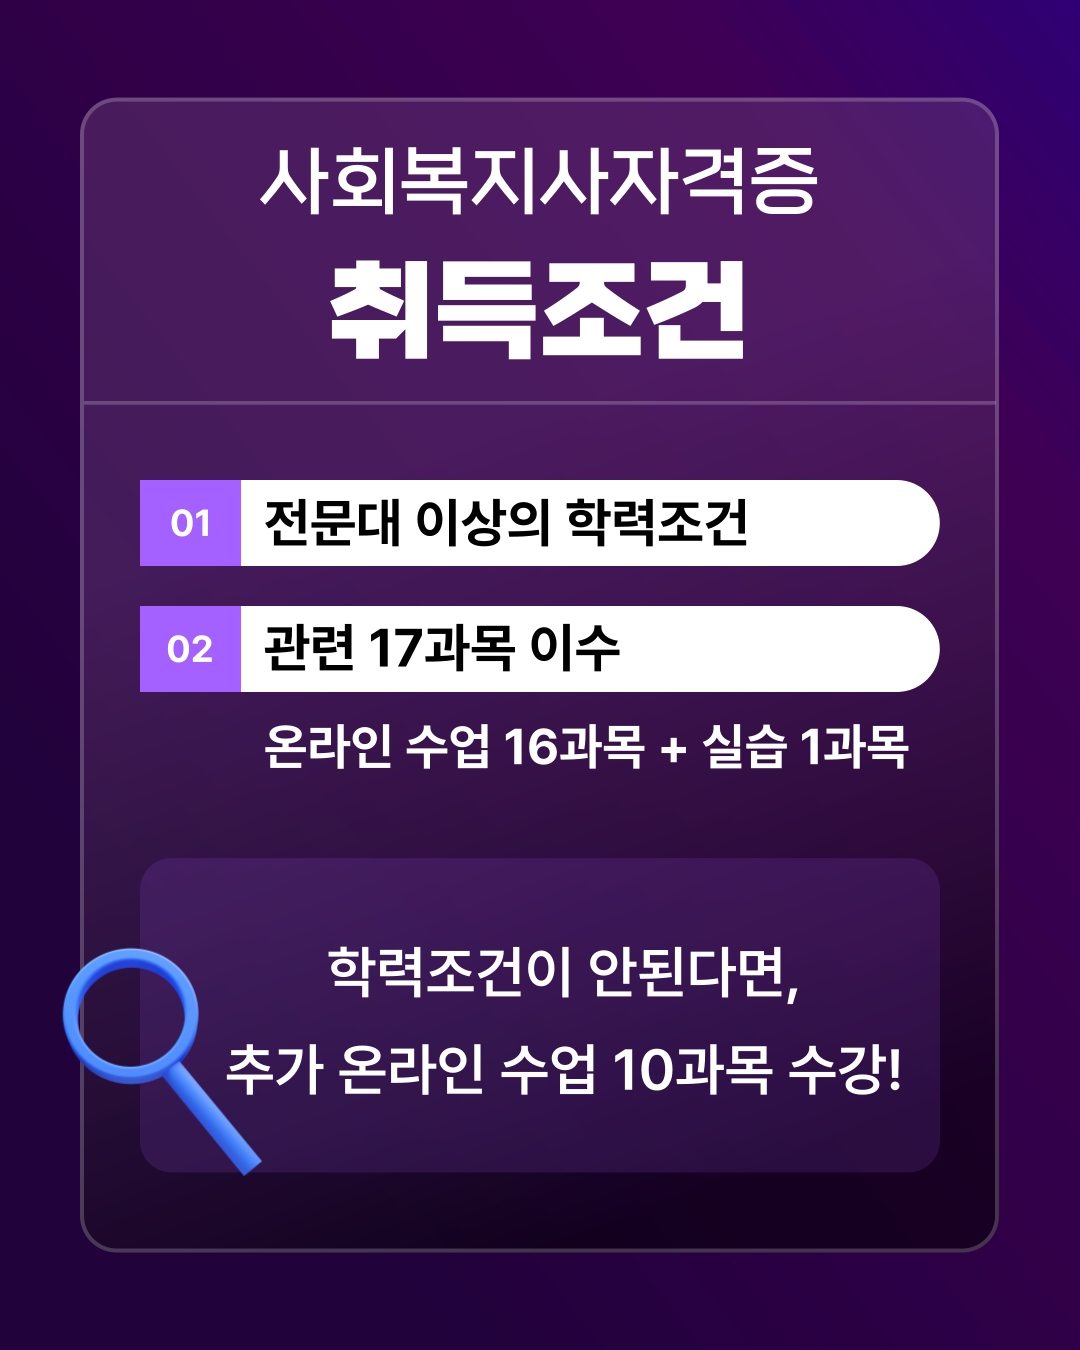 사회복지사자격증
취득조건
01 전문대 이상의 학력조건
02 관련 17과목 이수
온라인 수업 16과목 + 실습 1과목
학력조건이 안된다면,
추가 온라인 수업 10과목 수강!